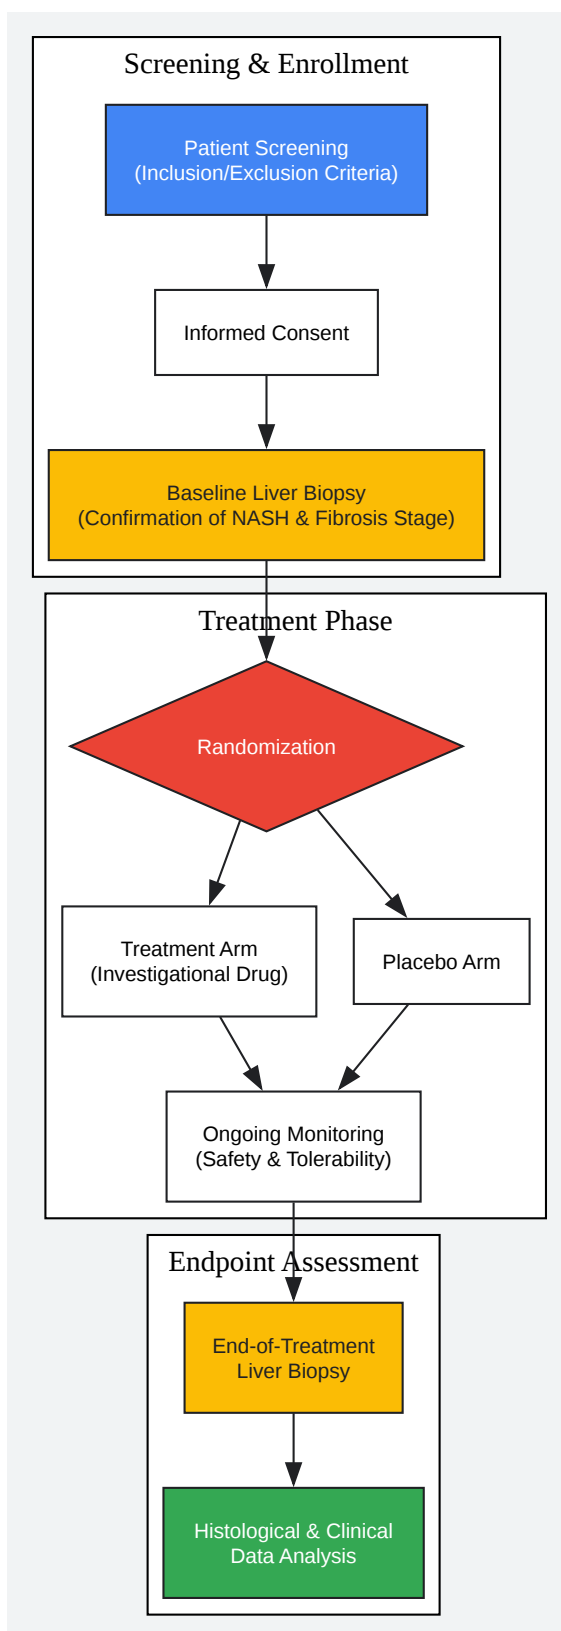 Screening & Enrollment
Patient Screening
(Inclusion/Exclusion Criteria)
Informed Consent
Baseline Liver Biopsy
(Confirmation of NASH & Fibrosis Stage)
Treatment Phase
Randomization
Treatment Arm
(Investigational Drug)
Placebo Arm
Ongoing Monitoring
(Safety & Tolerability)
Endpoint Assessment
End-of-Treatment
Liver Biopsy
Histological & Clinical
Data Analysis